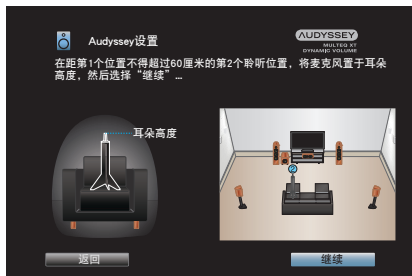 Audyssey设置
AUDYSSEY
MULTEQ XT
DYNAMIC VOLUME
在距第1个位置不得超过60厘米的第2个聆听位置，将麦克风置于耳朵
高度，然后选择“继续”...
耳朵高度
返回
继续